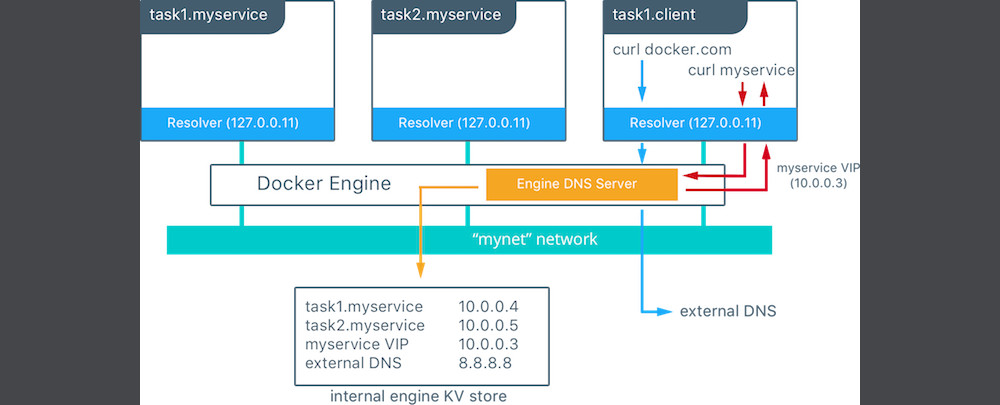 task1.myservice
task2.myservice
task1.client
curl docker.com
curl myservice
Resolver (127.0.0.11)
Resolver (127.0.0.11)
Resolver (127.0.0.11)
myservice VIP
(10.0.0.3)
Docker Engine
Engine DNS Server
“mynet” network
task1.myservice 10.0.0.4
task2.myservice 10.0.0.5
myservice VIP 10.0.0.3
external DNS 8.8.8.8
external DNS
internal engine KV store